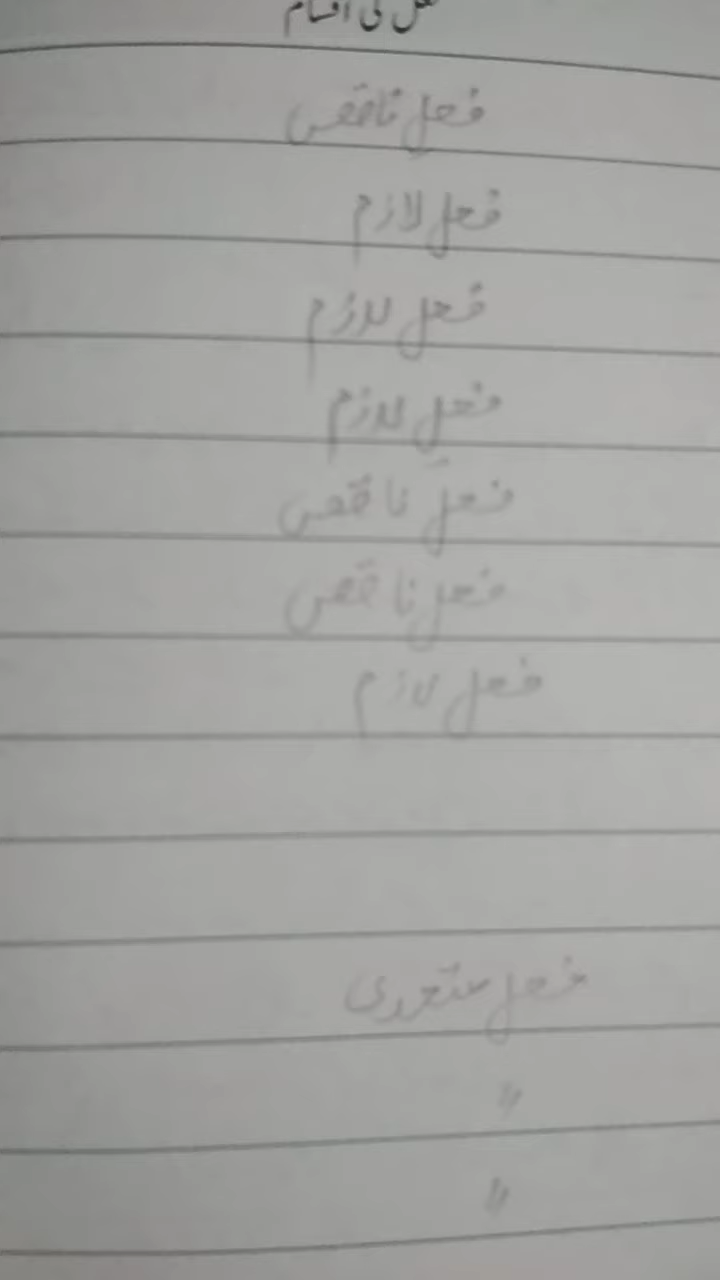 فعل کی اقسام
فعل ناقص
فعل لازم
فعل لازم
فعل لازم
فعل ناقص
فعل ناقص
فعل لازم
فعل متعدی
"
"